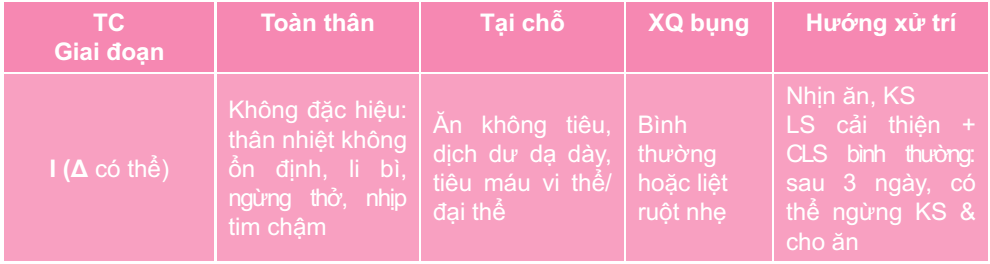 TC
Giai đoạn
Toàn thân
Tại chỗ
XQ bụng
Hướng xử trí
I (Δ có thể)
Không đặc hiệu:
thân nhiệt không
ổn định, li bì,
ngừng thở, nhịp
tim chậm
Ăn không tiêu,
dịch dư dạ dày,
tiêu máu vi thể/
đại thể
Bình
thường
hoặc liệt
ruột nhẹ
Nhịn ăn, KS
LS cải thiện +
CLS bình thường:
sau 3 ngày, có
thể ngừng KS &
cho ăn